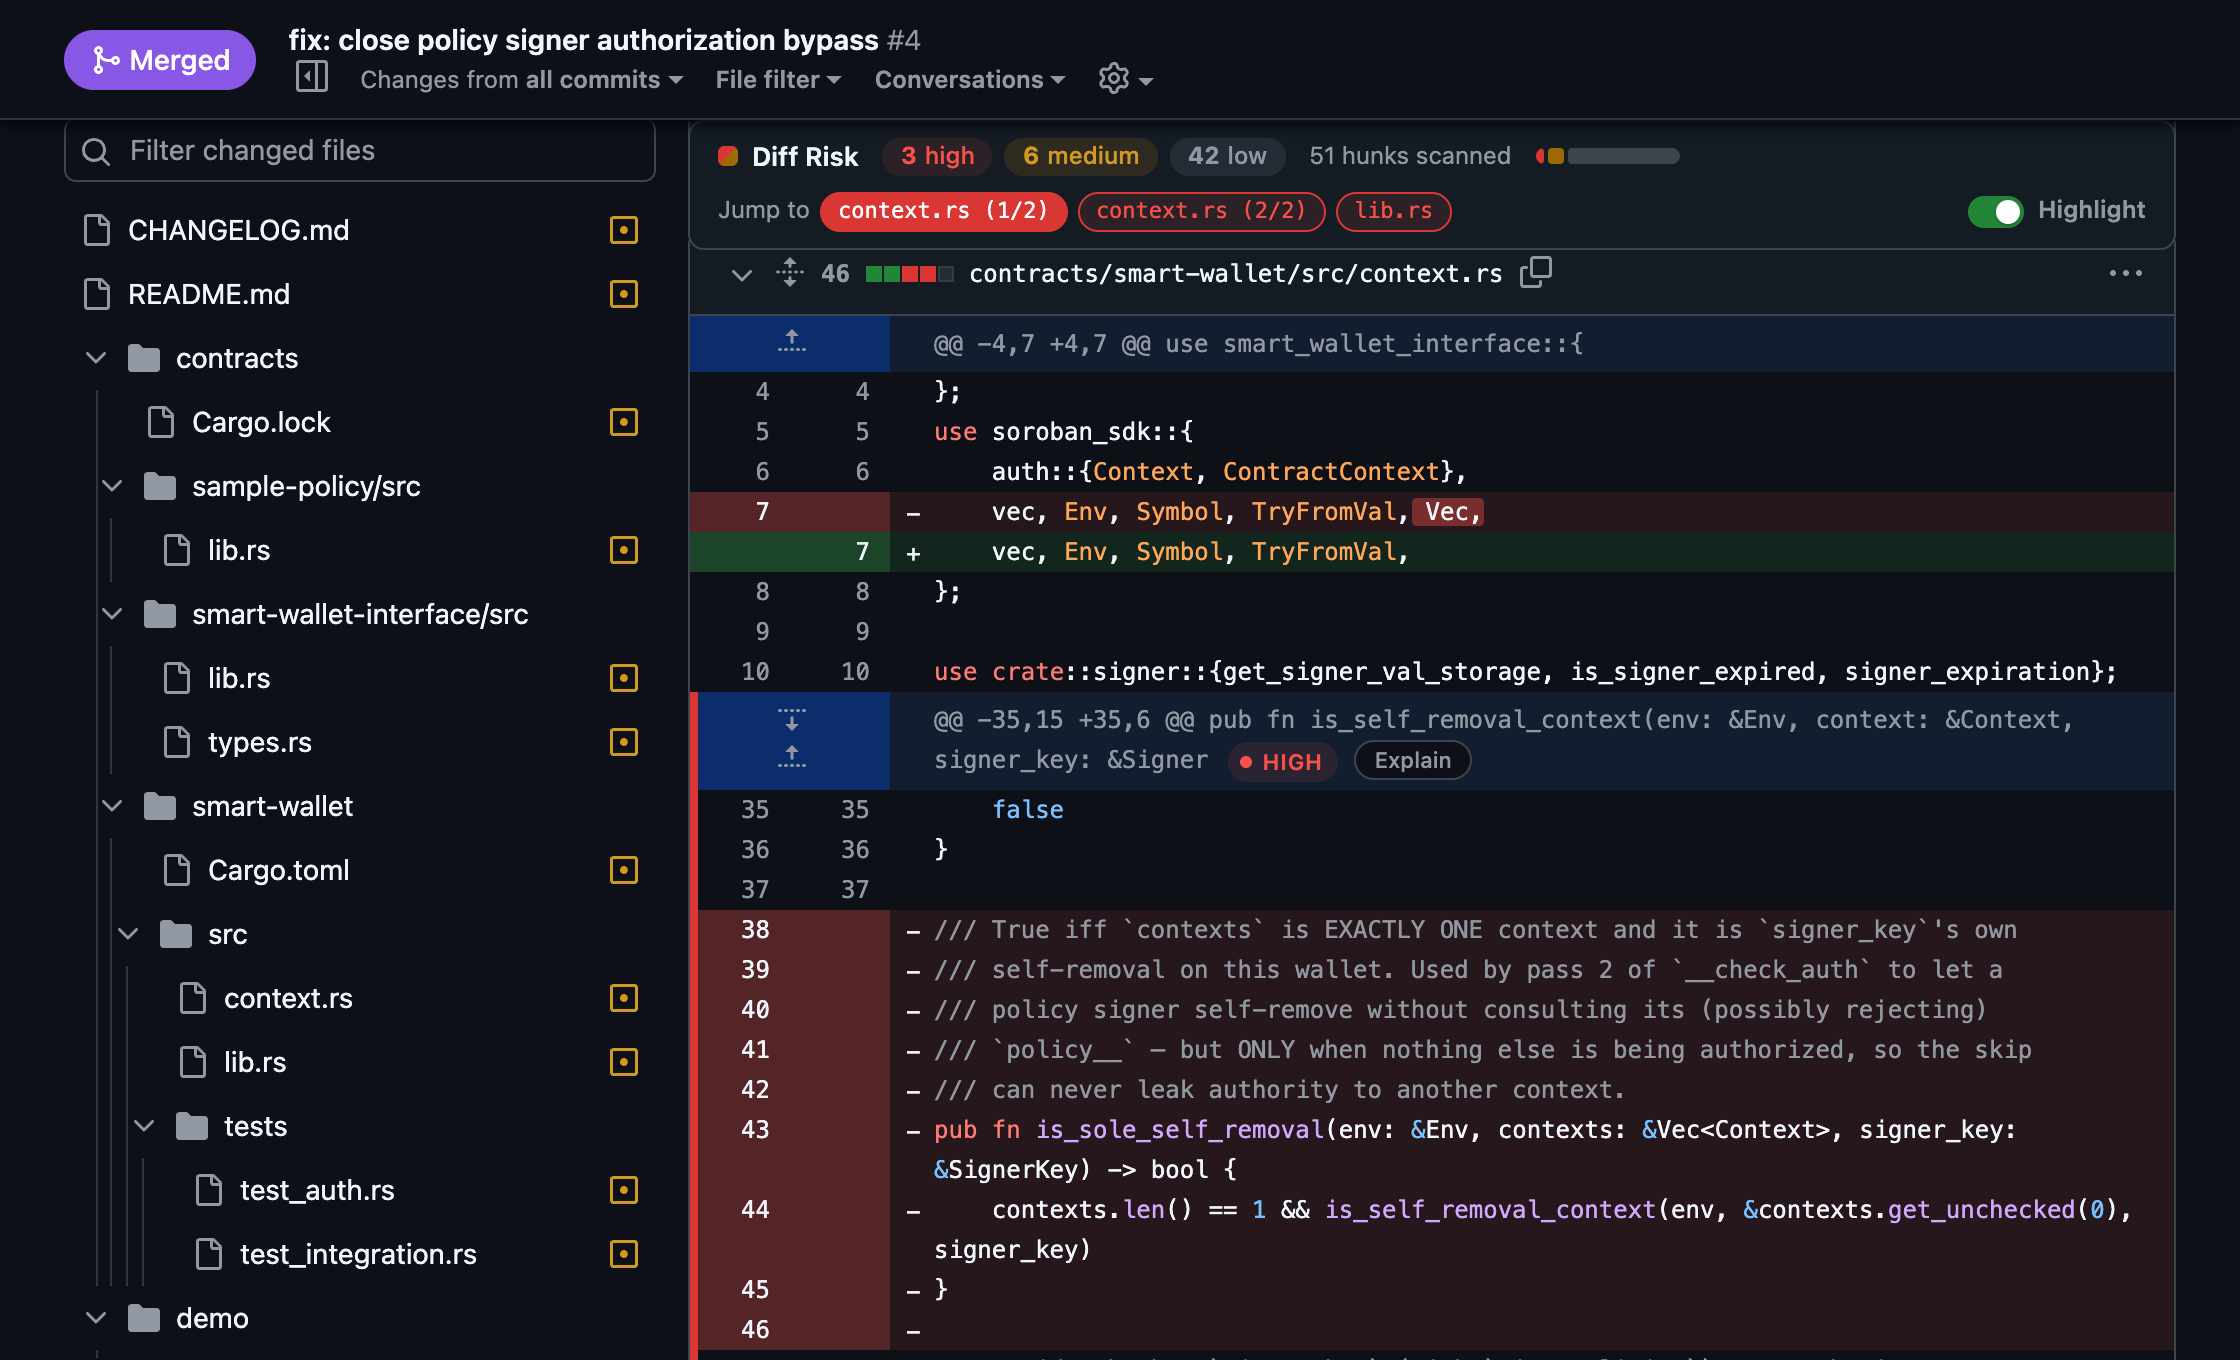 Merged
fix: close policy signer authorization bypass #4
Changes from all commits File filter Conversations
Filter changed files
CHANGELOG.md
README.md
contracts
Cargo.lock
sample-policy/src
lib.rs
smart-wallet-interface/src
lib.rs
types.rs
smart-wallet
Cargo.toml
src
context.rs
lib.rs
tests
test_auth.rs
test_integration.rs
demo
Diff Risk 3 high 6 medium 42 low 51 hunks scanned
Jump to context.rs (1/2) context.rs (2/2) lib.rs Highlight
46 contracts/smart-wallet/src/context.rs
@@ -4,7 +4,7 @@ use smart_wallet_interface::{
4 4 };
5 5 use soroban_sdk::{
6 6 auth::{Context, ContractContext},
7 - vec, Env, Symbol, TryFromVal, Vec,
7 + vec, Env, Symbol, TryFromVal,
8 8 };
9 9
10 10 use crate::signer::{get_signer_val_storage, is_signer_expired, signer_expiration};
@@ -35,15 +35,6 @@ pub fn is_self_removal_context(env: &Env, context: &Context,
signer_key: &Signer HIGH Explain
35 35 false
36 36 }
37 37
38 - /// True iff `contexts` is EXACTLY ONE context and it is `signer_key`'s own
39 - /// self-removal on this wallet. Used by pass 2 of `__check_auth` to let a
40 - /// policy signer self-remove without consulting its (possibly rejecting)
41 - /// `policy__` — but ONLY when nothing else is being authorized, so the skip
42 - /// can never leak authority to another context.
43 - pub fn is_sole_self_removal(env: &Env, contexts: &Vec<Context>, signer_key:
&SignerKey) -> bool {
44 - contexts.len() == 1 && is_self_removal_context(env, &contexts.get_unchecked(0),
signer_key)
45 - }
46 -